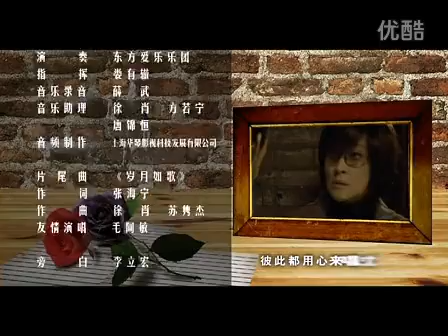 优酷
演 奏 东方爱乐乐团
指 挥 娄有辙
音乐录音 薛 武
音乐助理 徐 肖 方若宁
唐锦恒
音频制作 上海华琴影视科技发展有限公司
片尾曲 《岁月如歌》
作 词 张海宁
作 曲 徐 肖 苏隽杰
友情演唱 毛阿敏
旁 白 李立宏
彼此都用心来